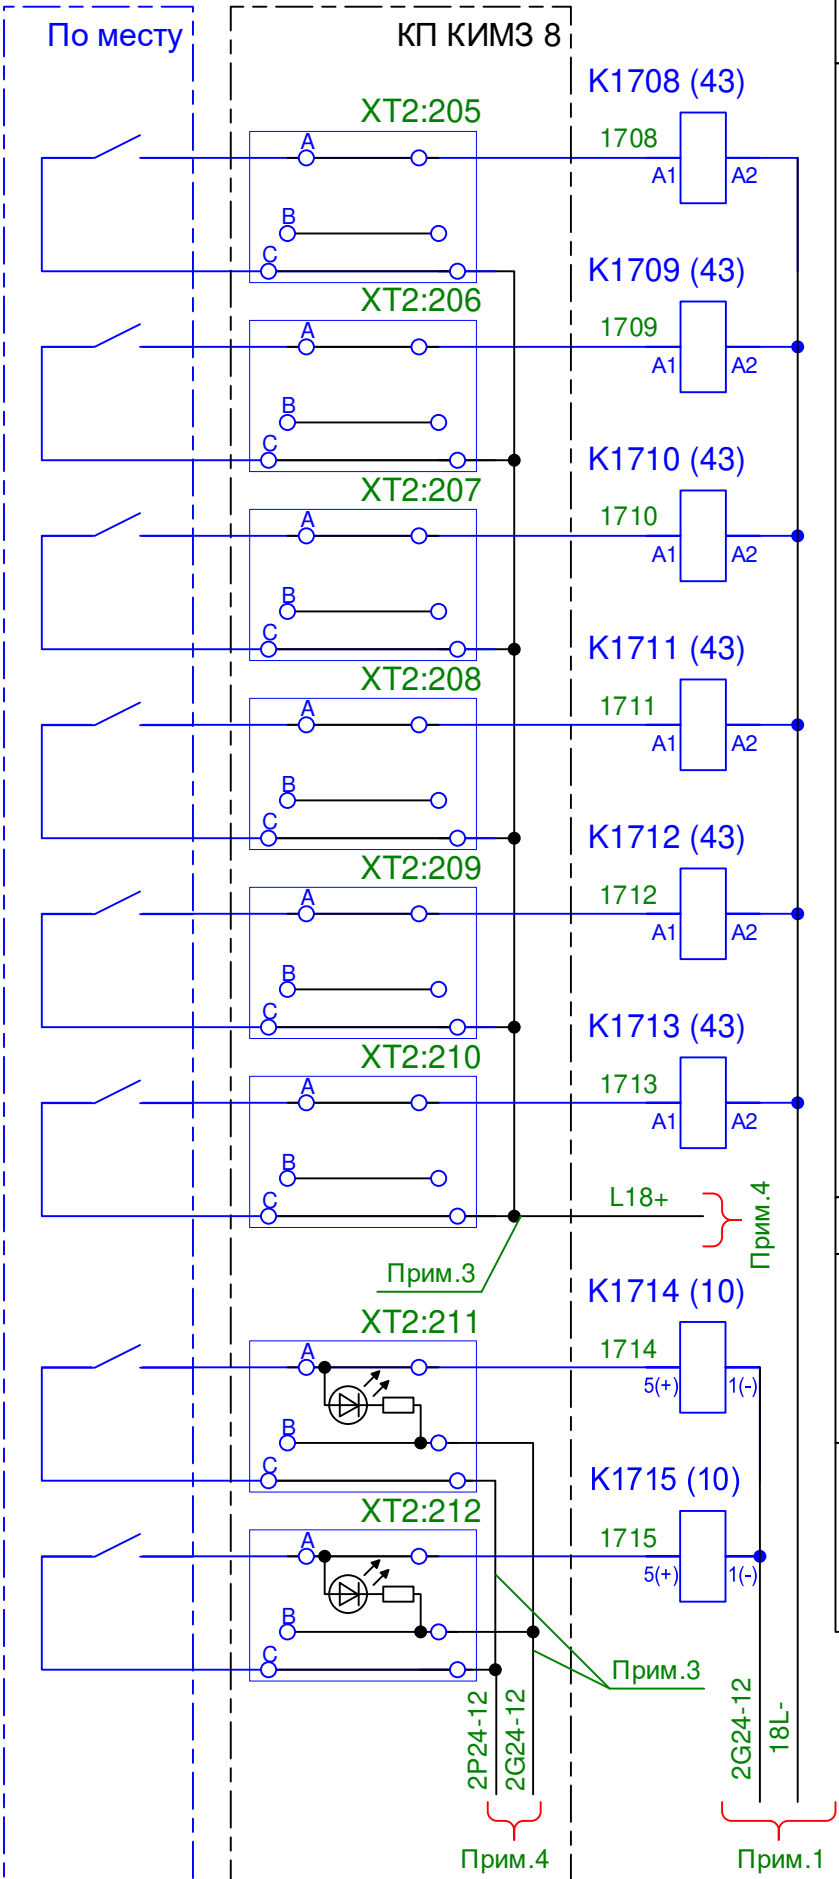 По месту
КП КИМЗ 8
K1708 (43)
XT2:205
1708
A
A1
A2
B
C
K1709 (43)
XT2:206
1709
A
A1
A2
B
C
K1710 (43)
XT2:207
1710
A
A1
A2
B
C
K1711 (43)
XT2:208
1711
A
A1
A2
B
C
K1712 (43)
XT2:209
1712
A
A1
A2
B
C
K1713 (43)
XT2:210
1713
A
A1
A2
B
C
L18+
Прим.4
Прим.3
K1714 (10)
XT2:211
1714
A
5(+)
1(-)
B
C
K1715 (10)
XT2:212
1715
A
5(+)
1(-)
B
C
Прим.3
2P24-12
2G24-12
2G24-12
18L-
Прим.4
Прим.1